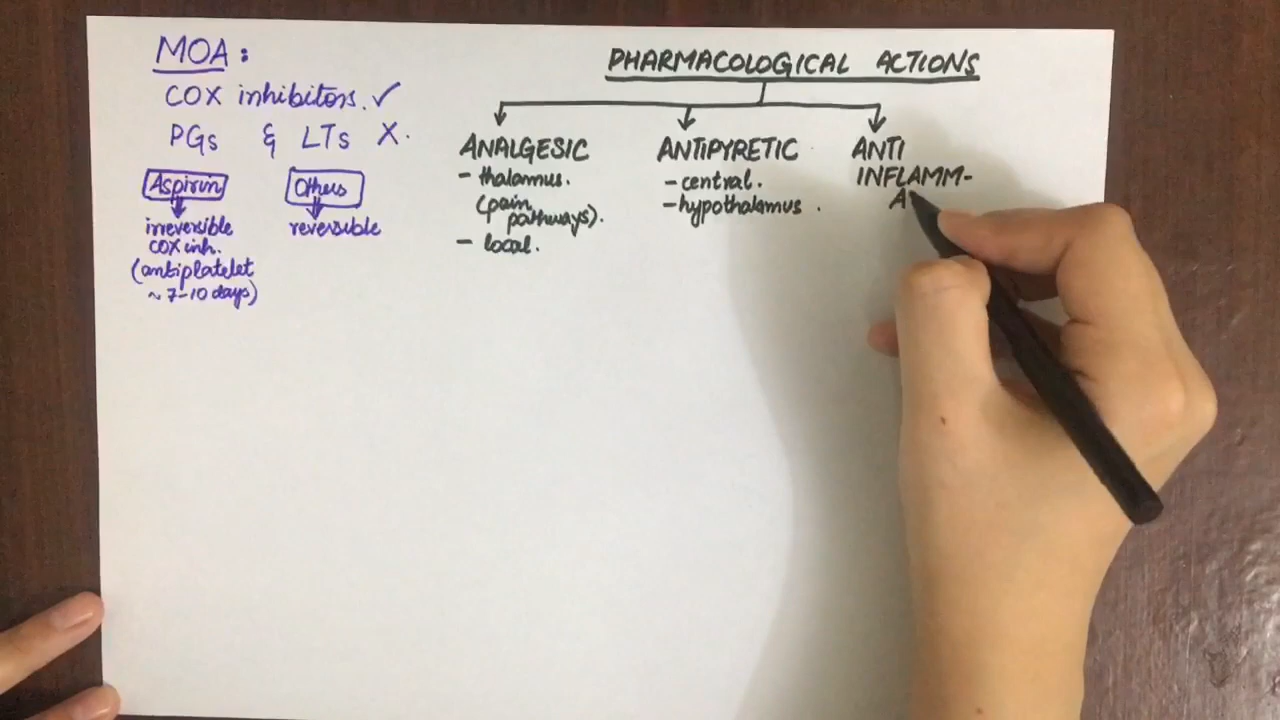 MOA:
COX inhibitors. ✓
PGs & LTs X.
Aspirin
irreversible
COX inh.
(antiplatelet
~ 7-10 days)
Others
reversible
PHARMACOLOGICAL ACTIONS
ANALGESIC
- thalamus.
(pain
pathways).
- local.
ANTIPYRETIC
- central.
- hypothalamus.
ANTI
INFLAMM-
A